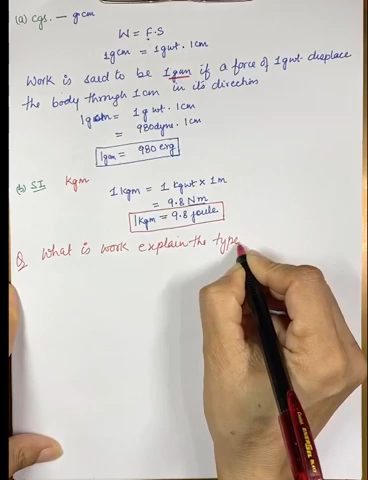 (a) cgs. — gcm
W = F.S
1gcm = 1gwt. 1cm
Work is said to be 1gcm if a force of 1gwt. displace
the body through 1cm in its direction
1gcm = 1g wt. 1cm
= 980dyne. 1cm
1gcm = 980 erg
(b) SI kgm
1 kgm = 1 kgwt x 1m
= 9.8 Nm
1kgm = 9.8 joule
Q What is work explain the type